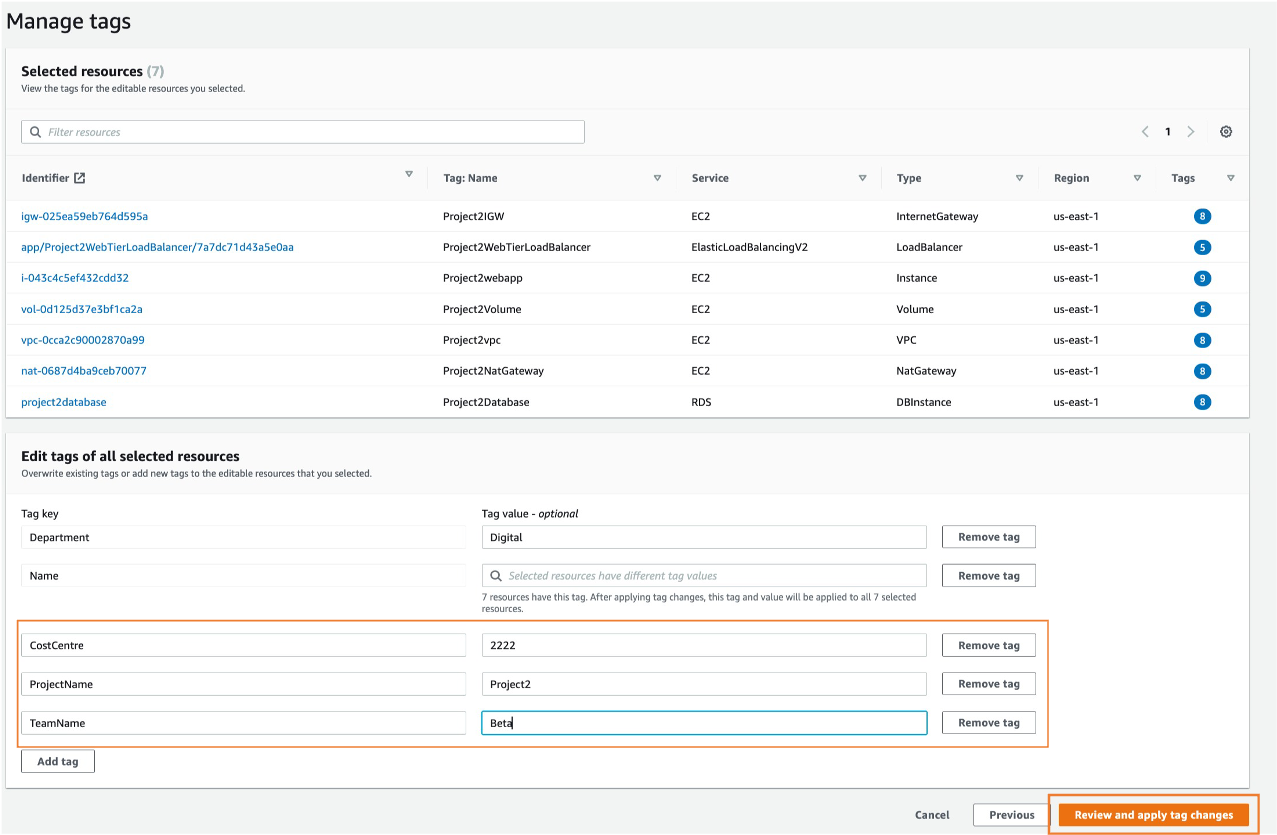 Manage tags
Selected resources (7)
View the tags for the editable resources you selected.
Filter resources
1
Identifier Tag: Name Service Type Region Tags
igw-025ea59eb764d595a Project2IGW EC2 InternetGateway us-east-1 8
app/Project2WebTierLoadBalancer/7a7dc71d43a5e0aa Project2WebTierLoadBalancer ElasticLoadBalancingV2 LoadBalancer us-east-1 5
i-043c4c5ef432cdd32 Project2webapp EC2 Instance us-east-1 9
vol-0d125d37e3bf1ca2a Project2Volume EC2 Volume us-east-1 5
vpc-0cca2c90002870a99 Project2vpc EC2 VPC us-east-1 8
nat-0687d4ba9ceb70077 Project2NatGateway EC2 NatGateway us-east-1 8
project2database Project2Database RDS DBInstance us-east-1 8
Edit tags of all selected resources
Overwrite existing tags or add new tags to the editable resources that you selected.
Tag key Tag value - optional
Department Digital Remove tag
Name Selected resources have different tag values Remove tag
7 resources have this tag. After applying tag changes, this tag and value will be applied to all 7 selected
resources.
CostCentre 2222 Remove tag
ProjectName Project2 Remove tag
TeamName Beta Remove tag
Add tag
Cancel Previous Review and apply tag changes